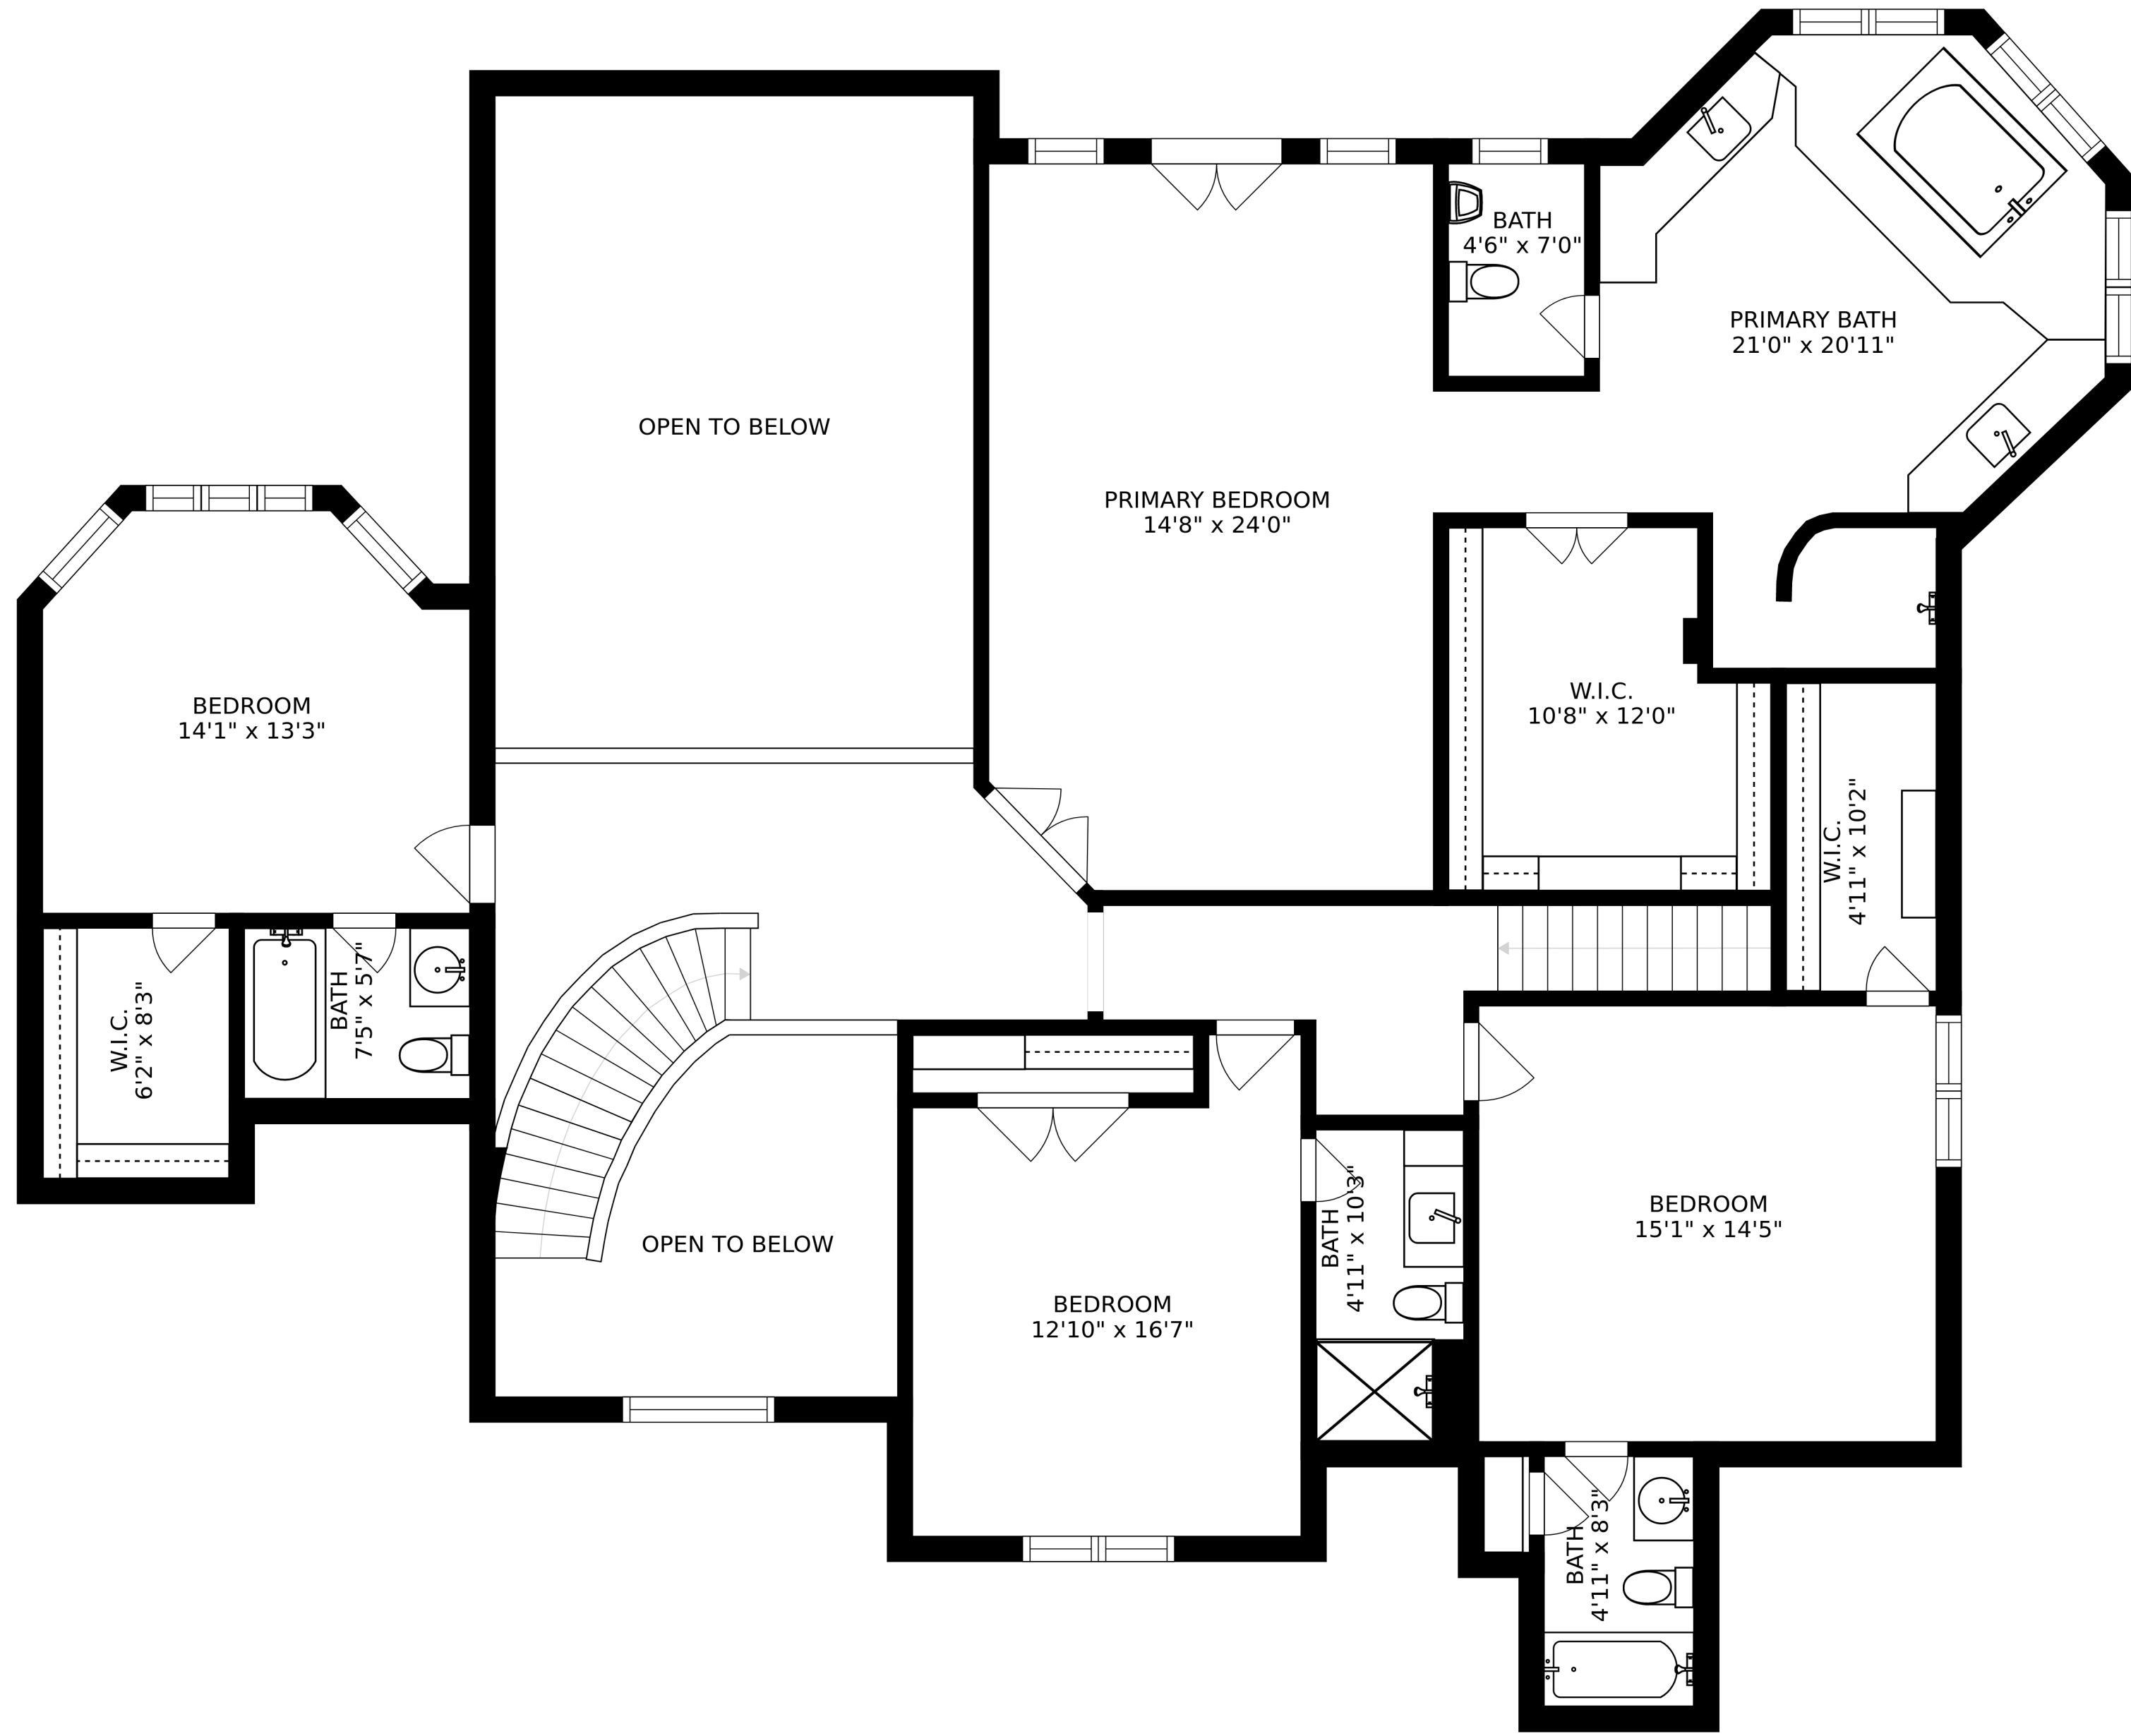 BATH
4'6" x 7'0"
PRIMARY BATH
21'0" x 20'11"
OPEN TO BELOW
PRIMARY BEDROOM
14'8" x 24'0"
BEDROOM
14'1" x 13'3"
W.I.C.
10'8" x 12'0"
W.I.C.
4'11" x 10'2"
W.I.C.
6'2" x 8'3"
BATH
7'5" x 5'7"
OPEN TO BELOW
BEDROOM
12'10" x 16'7"
BATH
4'11" x 10'3"
BEDROOM
15'1" x 14'5"
BATH
4'11" x 8'3"